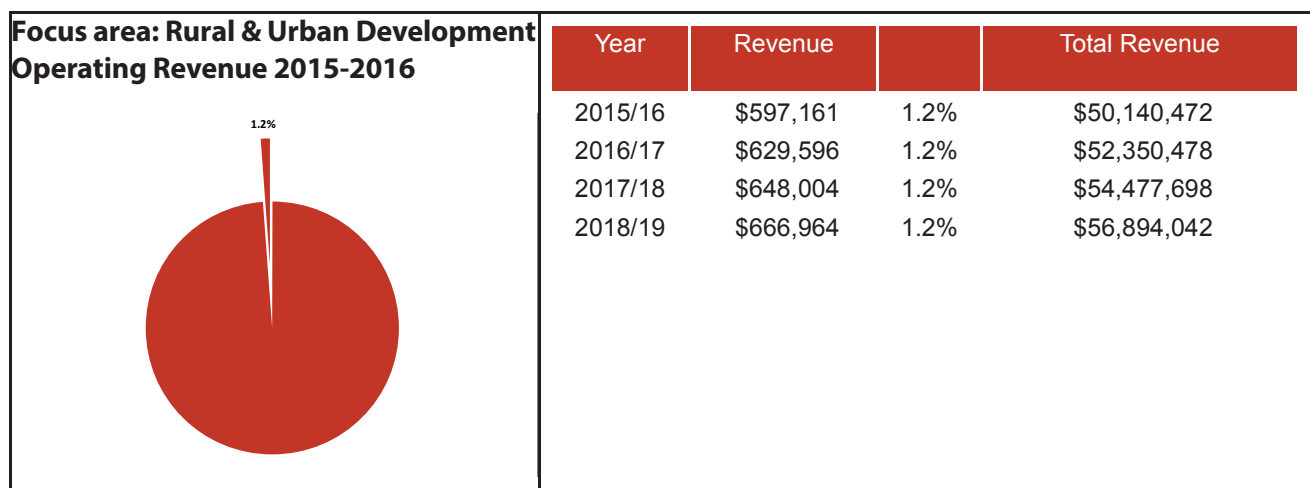 Focus area: Rural & Urban Development
Operating Revenue 2015-2016
1.2%
Year Revenue Total Revenue
2015/16 $597,161 1.2% $50,140,472
2016/17 $629,596 1.2% $52,350,478
2017/18 $648,004 1.2% $54,477,698
2018/19 $666,964 1.2% $56,894,042